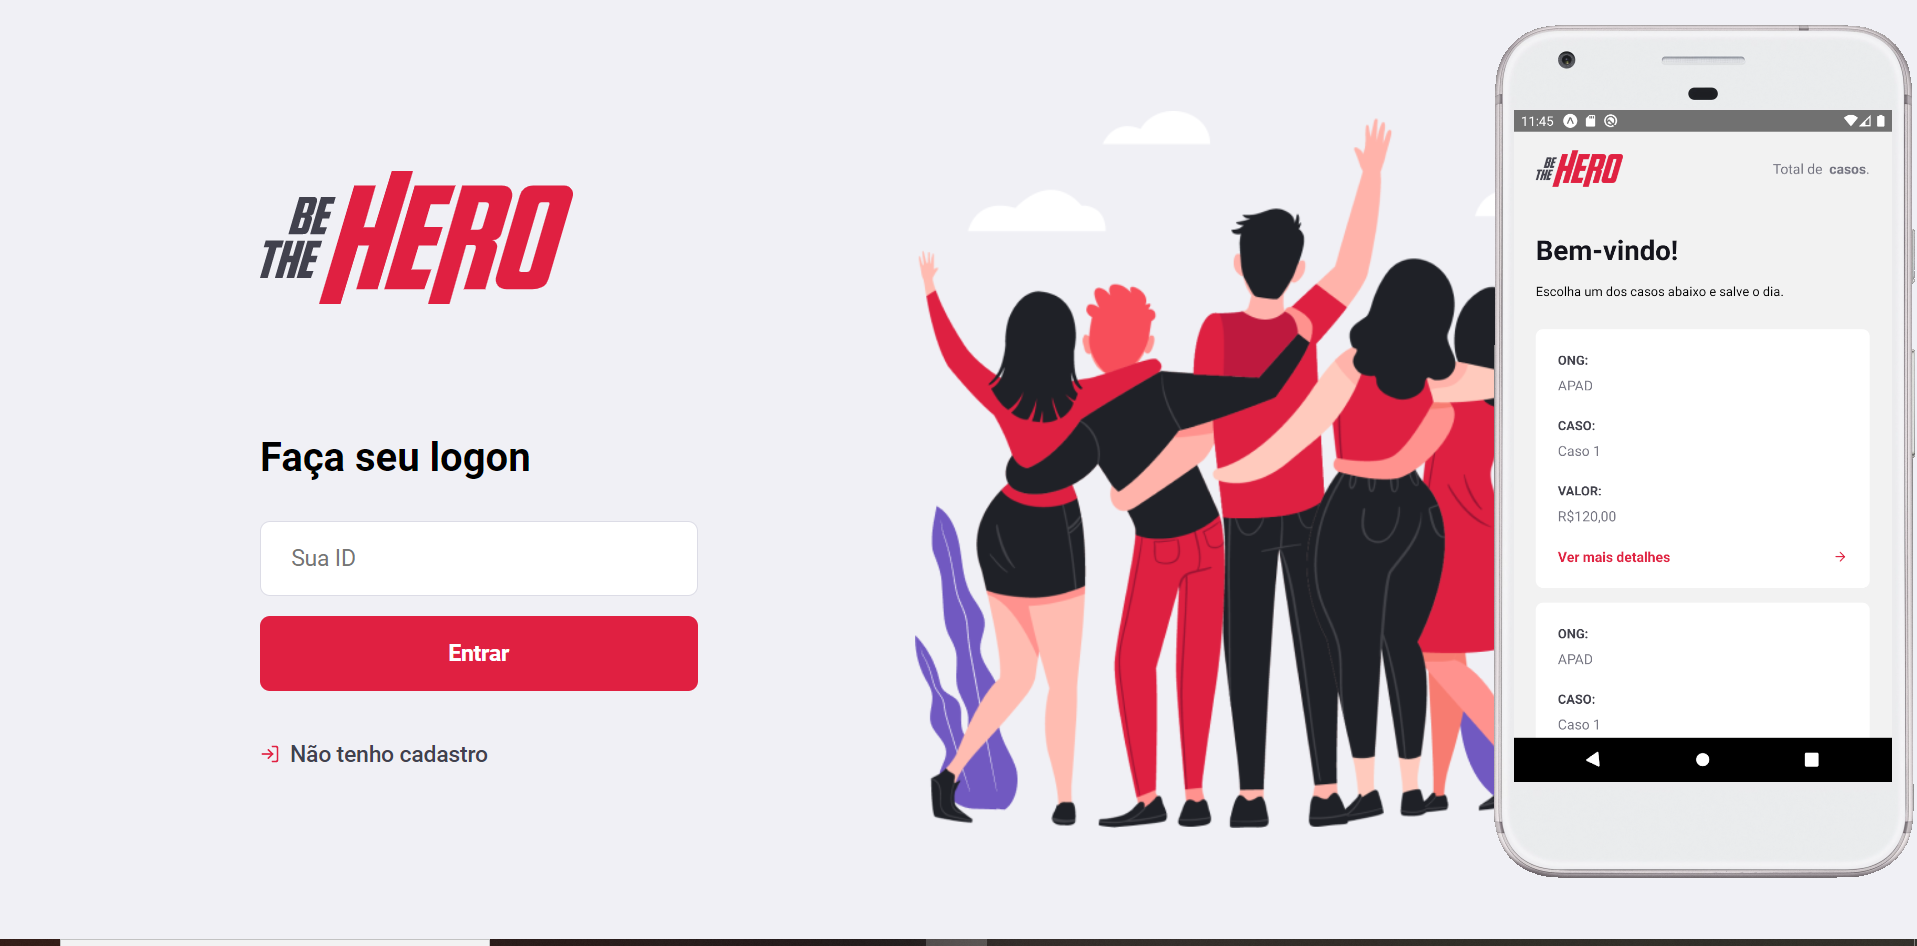 BE
THE HERO
Faça seu logon
Sua ID
Entrar
Não tenho cadastro
11:45
BE
THE HERO
Total de casos.
Bem-vindo!
Escolha um dos casos abaixo e salve o dia.
ONG:
APAD
CASO:
Caso 1
VALOR:
R$120,00
Ver mais detalhes
ONG:
APAD
CASO:
Caso 1